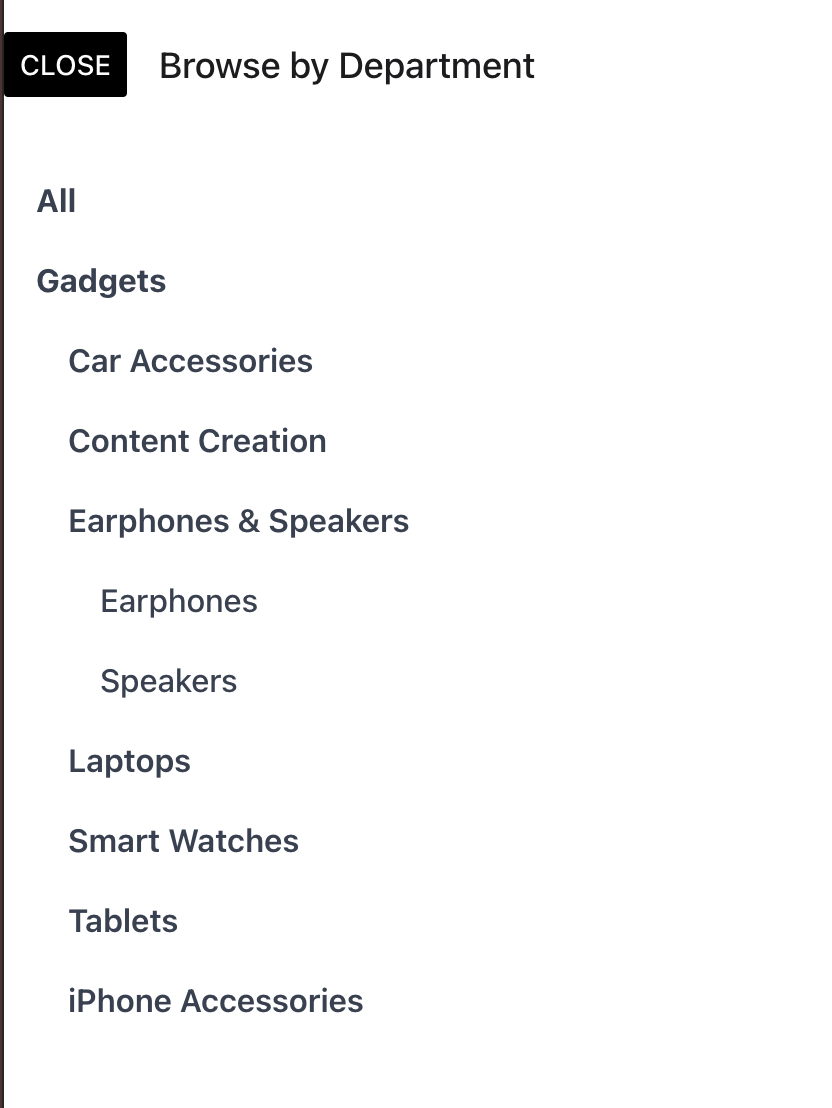 CLOSE Browse by Department
All
Gadgets
Car Accessories
Content Creation
Earphones & Speakers
Earphones
Speakers
Laptops
Smart Watches
Tablets
iPhone Accessories